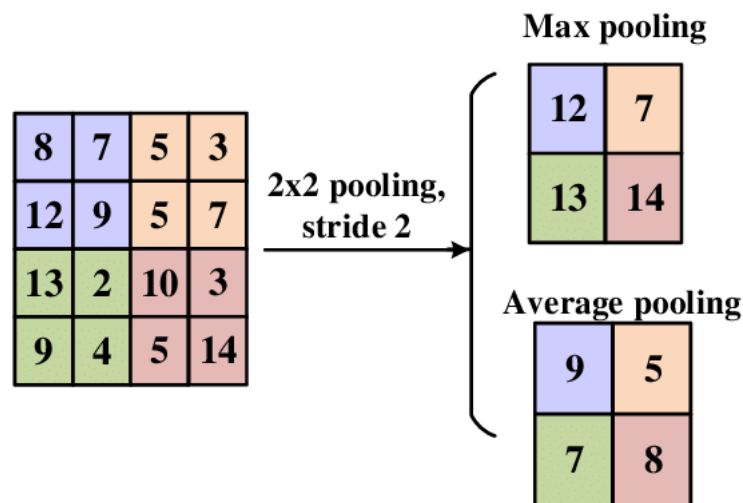 Max pooling
12 7
13 14
8 7 5 3
12 9 5 7
13 2 10 3
9 4 5 14
2x2 pooling,
stride 2
Average pooling
9 5
7 8